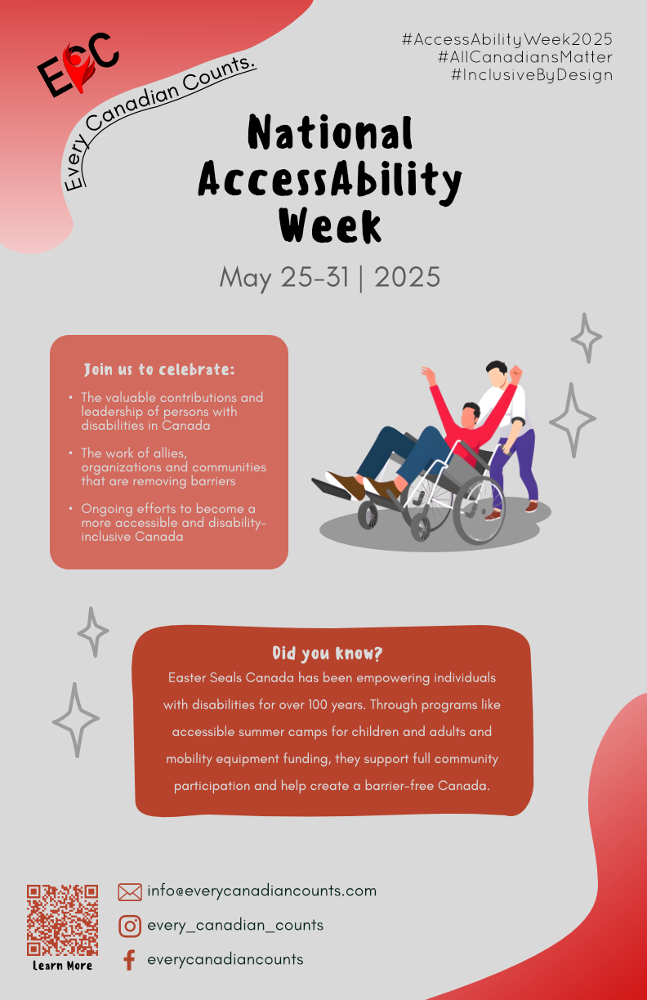 ECC
Every Canadian Counts.
#AccessAbilityWeek2025
#AllCanadiansMatter
#InclusiveByDesign
National
AccessAbility
Week
May 25-31 | 2025
Join us to celebrate:
• The valuable contributions and
leadership of persons with
disabilities in Canada
• The work of allies,
organizations and communities
that are removing barriers
• Ongoing efforts to become a
more accessible and disability-
inclusive Canada
Did you know?
Easter Seals Canada has been empowering individuals
with disabilities for over 100 years. Through programs like
accessible summer camps for children and adults and
mobility equipment funding, they support full community
participation and help create a barrier-free Canada.
info@everycanadiancounts.com
every_canadian_counts
everycanadiancounts
Learn More